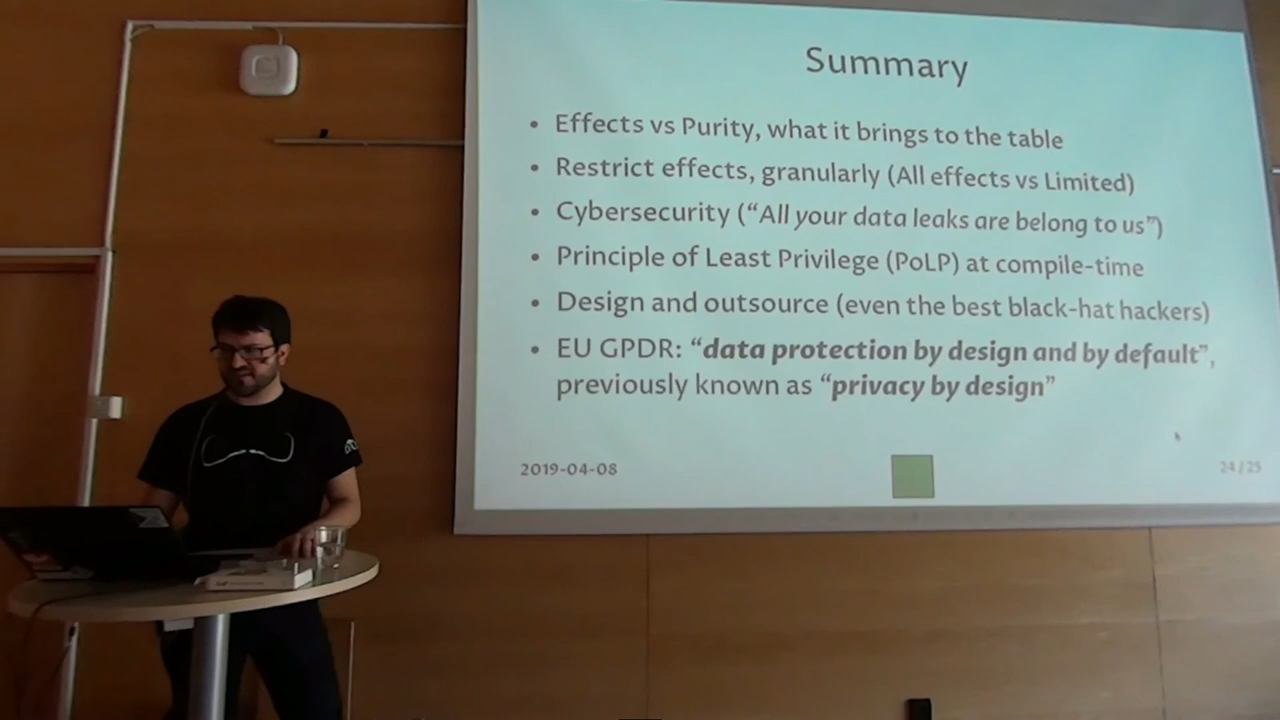 Summary
• Effects vs Purity, what it brings to the table
• Restrict effects, granularly (All effects vs Limited)
• Cybersecurity (“All your data leaks are belong to us”)
• Principle of Least Privilege (PoLP) at compile-time
• Design and outsource (even the best black-hat hackers)
• EU GPDR: “data protection by design and by default”,
previously known as “privacy by design”
2019-04-08
24 / 25